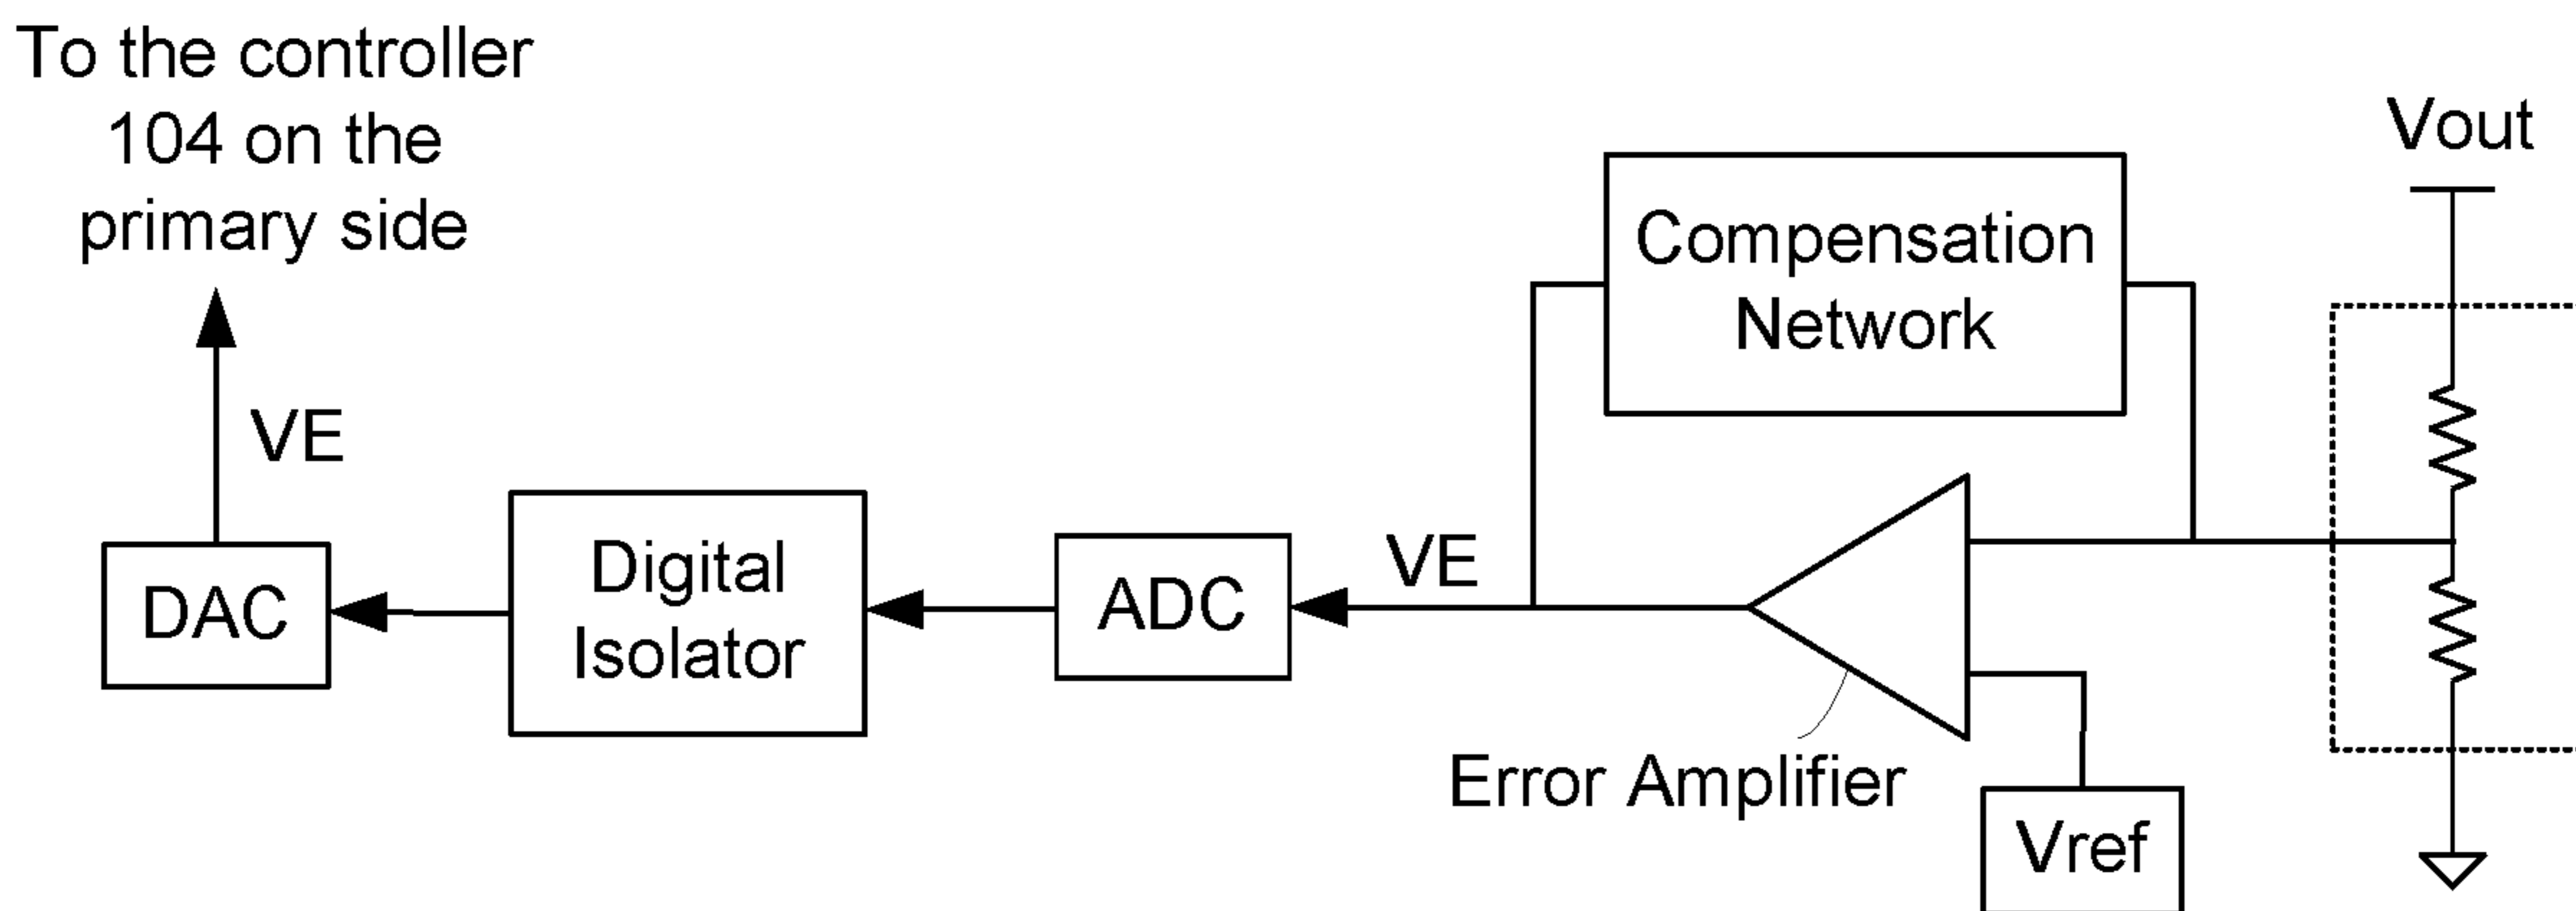 To the controller
104 on the
primary side
VE
DAC
Digital
Isolator
ADC
VE
Compensation
Network
Error Amplifier
Vref
Vout